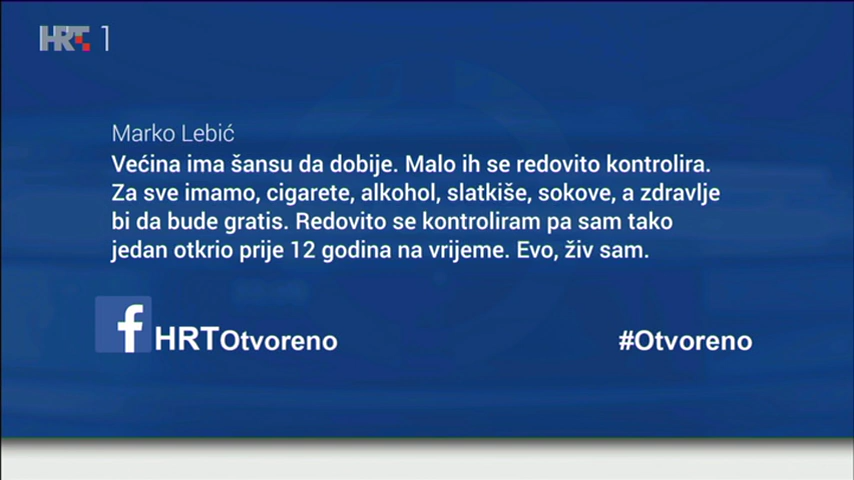 HRT 1
Marko Lebić
Većina ima šansu da dobije. Malo ih se redovito kontrolira.
Za sve imamo, cigarete, alkohol, slatkiše, sokove, a zdravlje
bi da bude gratis. Redovito se kontroliram pa sam tako
jedan otkrio prije 12 godina na vrijeme. Evo, živ sam.
f HRTOtvoreno
#Otvoreno